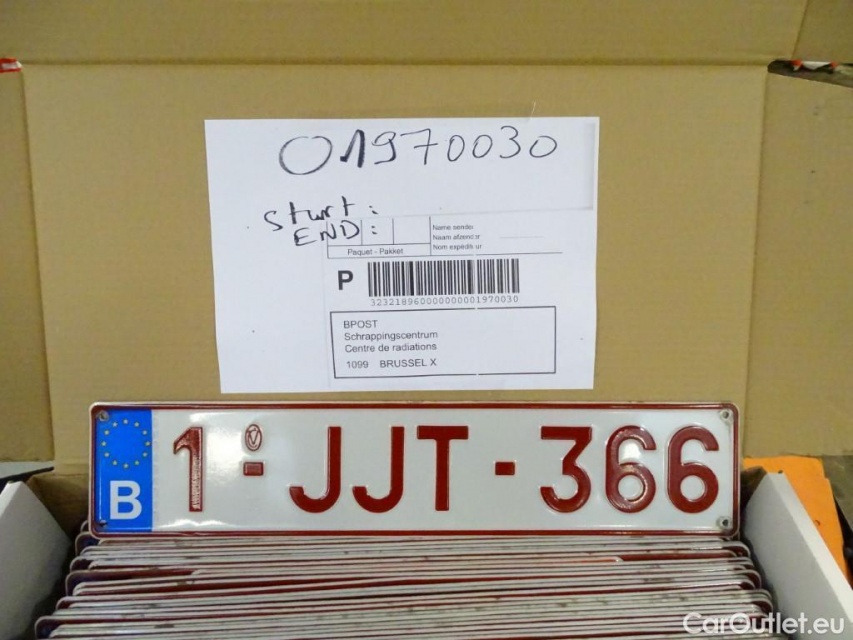 01970030
Start:
END:
Name sender
Naam afzender
Nom expéditeur
Paquet - Pakket
P
323218960000000001970030
BPOST
Schrappingscentrum
Centre de radiations
1099 BRUSSEL X
B 1-JJT-366
CarOutlet.eu